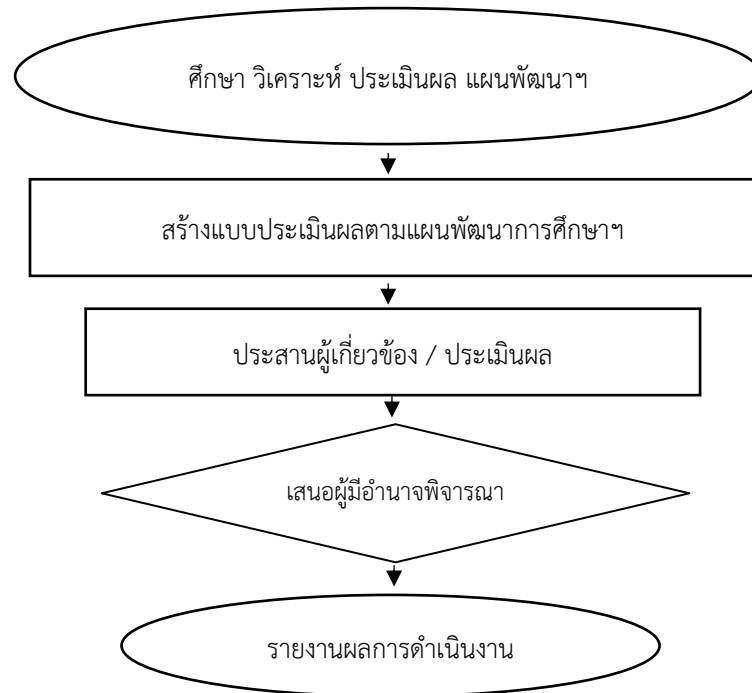 ศึกษา วิเคราะห์ ประเมินผล แผนพัฒนาฯ
สร้างแบบประเมินผลตามแผนพัฒนาการศึกษาฯ
ประสานผู้เกี่ยวข้อง / ประเมินผล
เสนอผู้มีอำนาจพิจารณา
รายงานผลการดำเนินงาน